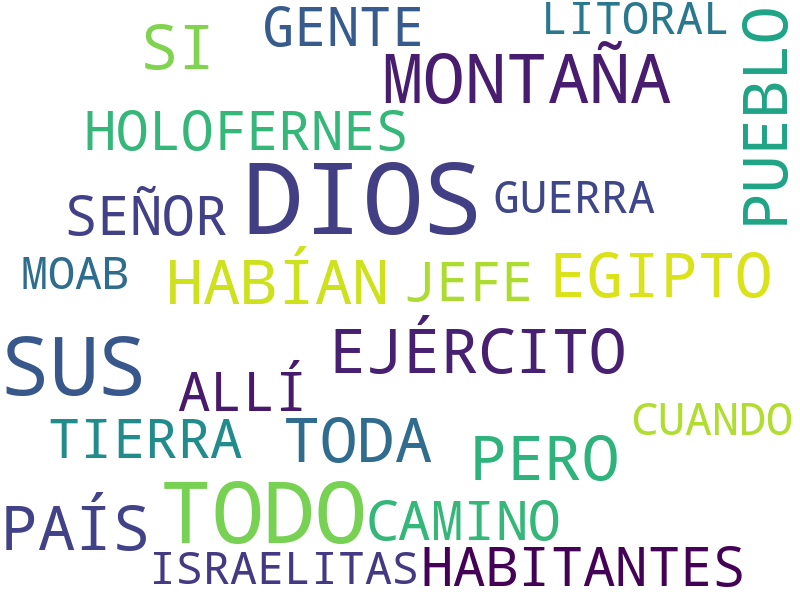 SI
GENTE
LITORAL
MONTAÑA
PUEBLO
HOLOFERNES
DIOS
SEÑOR
GUERRA
MOAB
HABÍAN
JEFE
EGIPTO
SUS
EJÉRCITO
ALLÍ
TIERRA
TODA
CUANDO
PERO
PAÍS
TODO
CAMINO
ISRAELITAS
HABITANTES